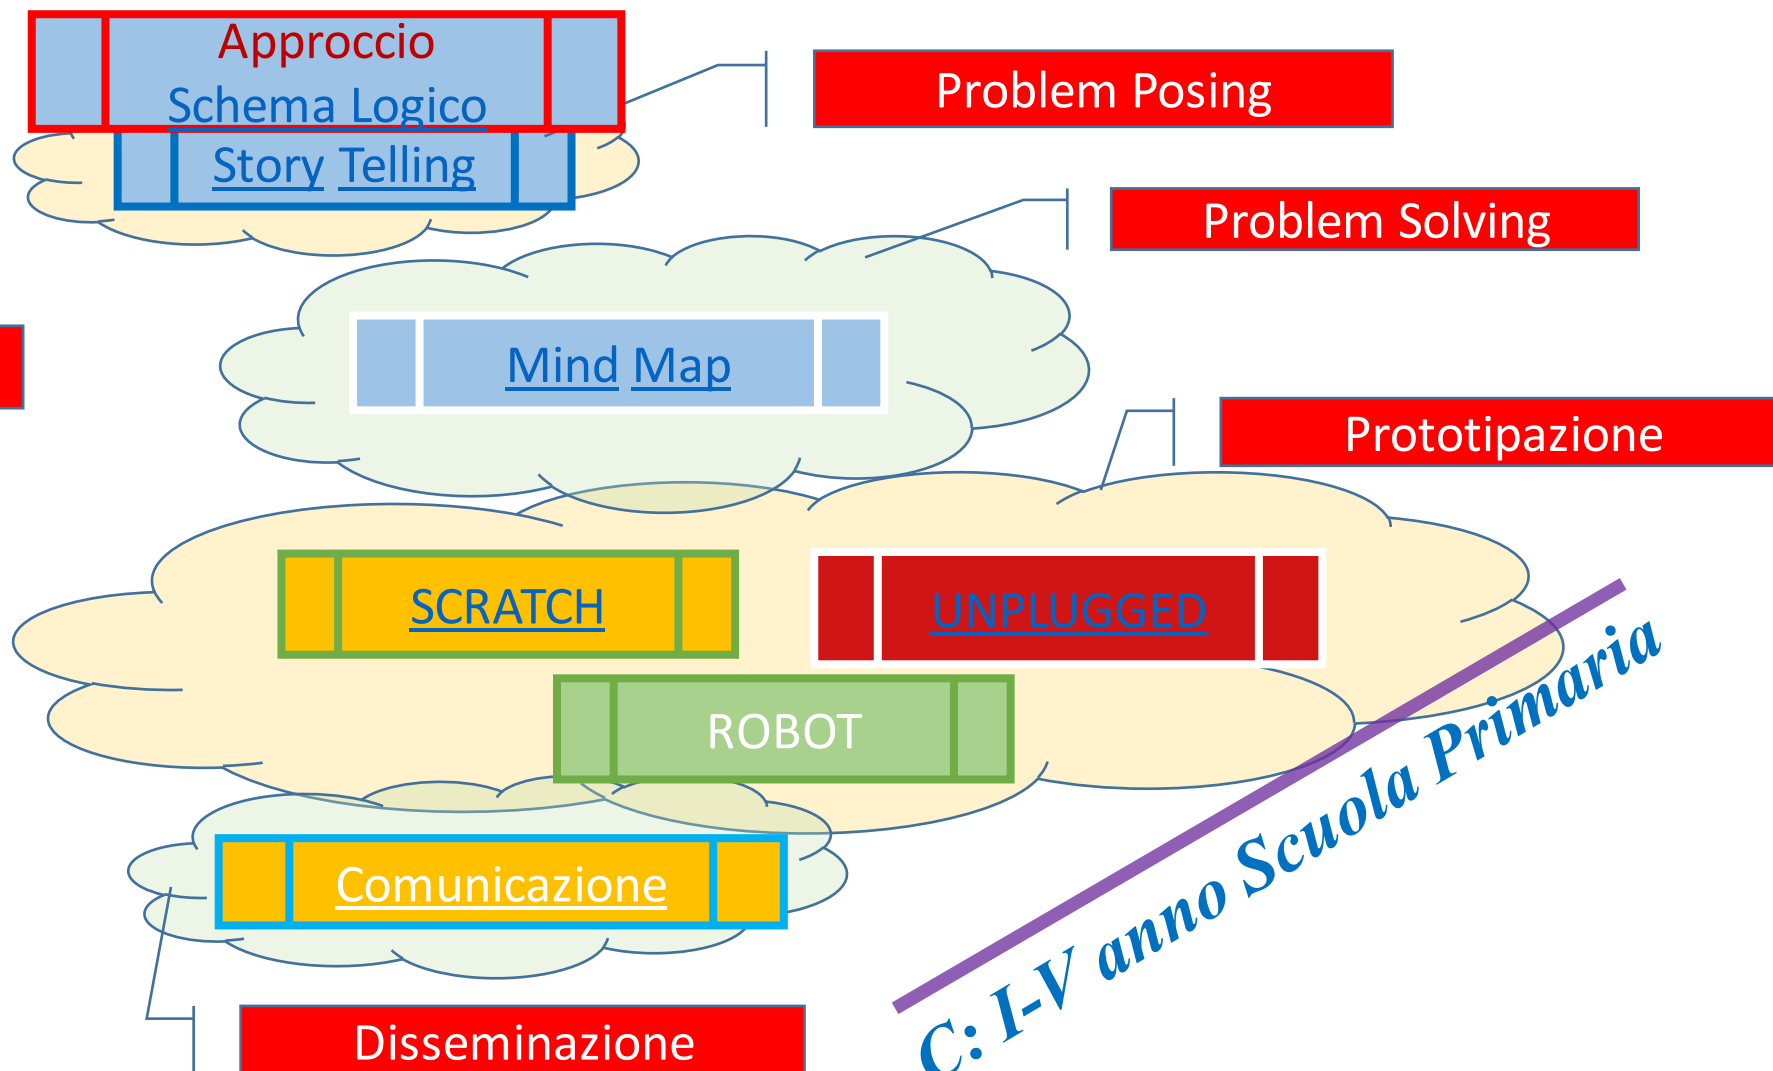 Approccio
Schema Logico
Problem Posing
Story Telling
Problem Solving
Mind Map
Prototipazione
SCRATCH
UNPLUGGED
ROBOT
Comunicazione
C: I-V anno Scuola Primaria
Disseminazione